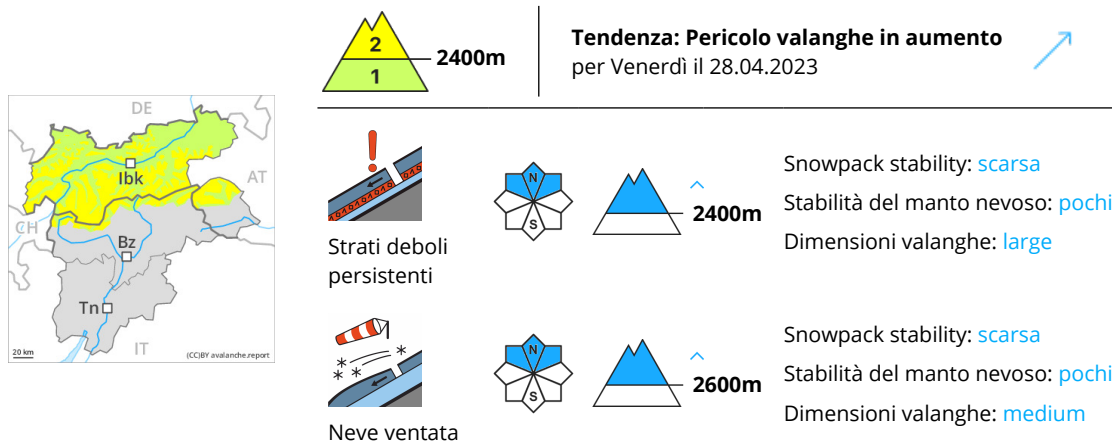 2
1
2400m
Tendenza: Pericolo valanghe in aumento
per Venerdì il 28.04.2023
DE
Ibk
AT
CH
Bz
Tn
IT
20 km
(CC)BY avalanche.report
Strati deboli
persistenti
N
S
2400m
Snowpack stability: scarsa
Stabilità del manto nevoso: pochi
Dimensioni valanghe: large
Neve ventata
N
S
2600m
Snowpack stability: scarsa
Stabilità del manto nevoso: pochi
Dimensioni valanghe: medium